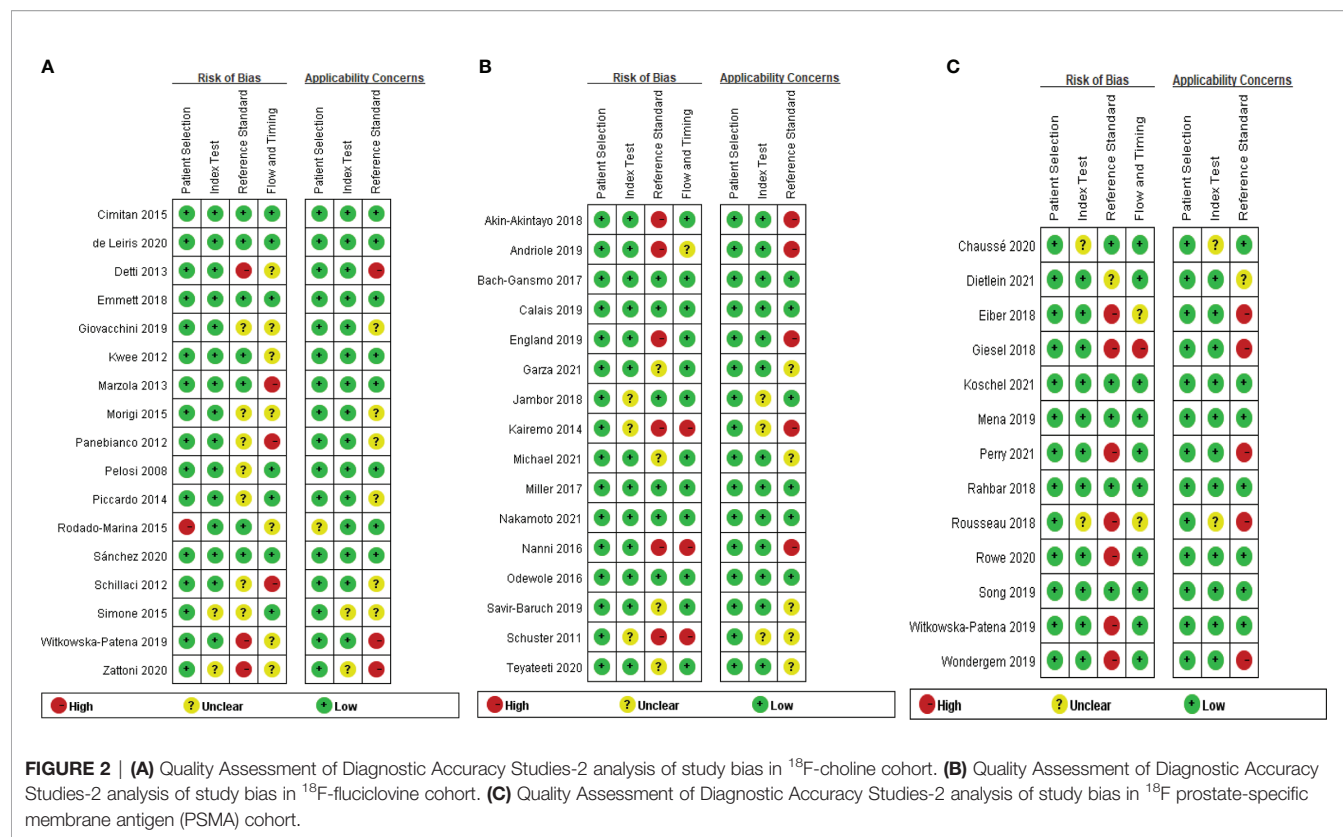 A
Risk of Bias
Applicability Concerns
Patient Selection
Index Test
Reference Standard
Flow and Timing
Patient Selection
Index Test
Reference Standard
Cimitan 2015 + + + + + + +
de Leiris 2020 + + + + + + +
Detti 2013 + + - ? + + -
Emmett 2018 + + + + + + +
Giovacchini 2019 + + ? ? + + ?
Kwee 2012 + + + ? + + +
Marzola 2013 + + + - + + +
Morigi 2015 + + ? ? + + ?
Panebianco 2012 + + ? - + + ?
Pelosi 2008 + + ? + + + +
Piccardo 2014 + + ? + + + ?
Rodado-Marina 2015 - + + ? ? + +
Sánchez 2020 + + + + + + +
Schillaci 2012 + + ? - + + ?
Simone 2015 + ? ? + + ? ?
Witkowska-Patena 2019 + + - ? + + -
Zattoni 2020 + ? - ? + ? -
- High ? Unclear + Low
B
Risk of Bias
Applicability Concerns
Patient Selection
Index Test
Reference Standard
Flow and Timing
Patient Selection
Index Test
Reference Standard
Akin-Akintayo 2018 + + - + + + -
Andriole 2019 + + - ? + + -
Bach-Gansmo 2017 + + + + + + +
Calais 2019 + + + + + + +
England 2019 + + - + + + -
Garza 2021 + + ? + + + ?
Jambor 2018 + ? + + + ? +
Kairemo 2014 + ? - - + ? -
Michael 2021 + + ? + + + ?
Miller 2017 + + + + + + +
Nakamoto 2021 + + + + + + +
Nanni 2016 + + - - + + -
Odewole 2016 + + + + + + +
Savir-Baruch 2019 + + ? + + + ?
Schuster 2011 + ? - - + ? ?
Teyateeti 2020 + + ? + + + ?
- High ? Unclear + Low
C
Risk of Bias
Applicability Concerns
Patient Selection
Index Test
Reference Standard
Flow and Timing
Patient Selection
Index Test
Reference Standard
Chaussé 2020 + ? + + + ? +
Dietlein 2021 + + ? + + + ?
Eiber 2018 + + - ? + + -
Giesel 2018 + + - - + + -
Koschel 2021 + + + + + + +
Mena 2019 + + + + + + +
Perry 2021 + + - + + + -
Rahbar 2018 + + + + + + +
Rousseau 2018 + ? - ? + ? -
Rowe 2020 + + - + + + +
Song 2019 + + + + + + +
Witkowska-Patena 2019 + + - + + + +
Wondergem 2019 + + - + + + -
- High ? Unclear + Low
FIGURE 2 | (A) Quality Assessment of Diagnostic Accuracy Studies-2 analysis of study bias in ¹⁸F-choline cohort. (B) Quality Assessment of Diagnostic Accuracy
Studies-2 analysis of study bias in ¹⁸F-fluciclovine cohort. (C) Quality Assessment of Diagnostic Accuracy Studies-2 analysis of study bias in ¹⁸F prostate-specific
membrane antigen (PSMA) cohort.